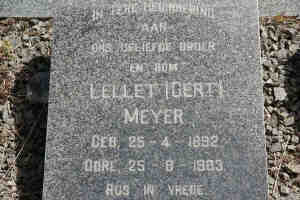 IN TERE HERINNERING
AAN
ONS GELIEFDE BROER
EN OOM
LELLET (GERT)
MEYER
GEB. 25-4-1892
OORL. 25-8-1983
RUS IN VREDE